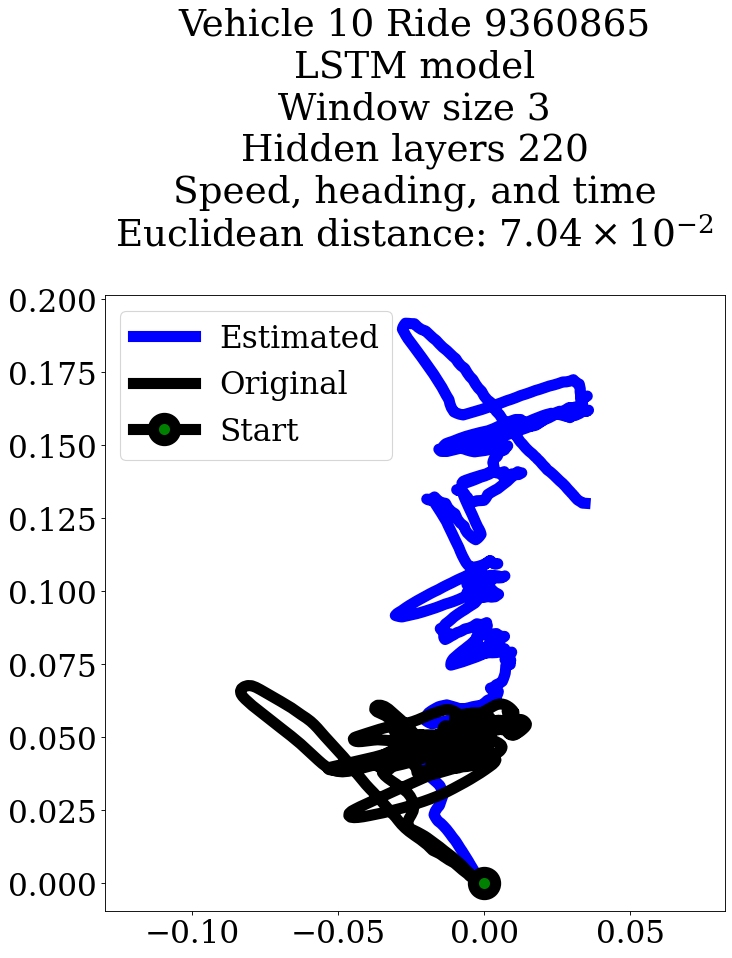 Vehicle 10 Ride 9360865
LSTM model
Window size 3
Hidden layers 220
Speed, heading, and time
Euclidean distance: 7.04 × 10⁻²
0.200
0.175
0.150
0.125
0.100
0.075
0.050
0.025
0.000
Estimated
Original
Start
−0.10 −0.05 0.00 0.05